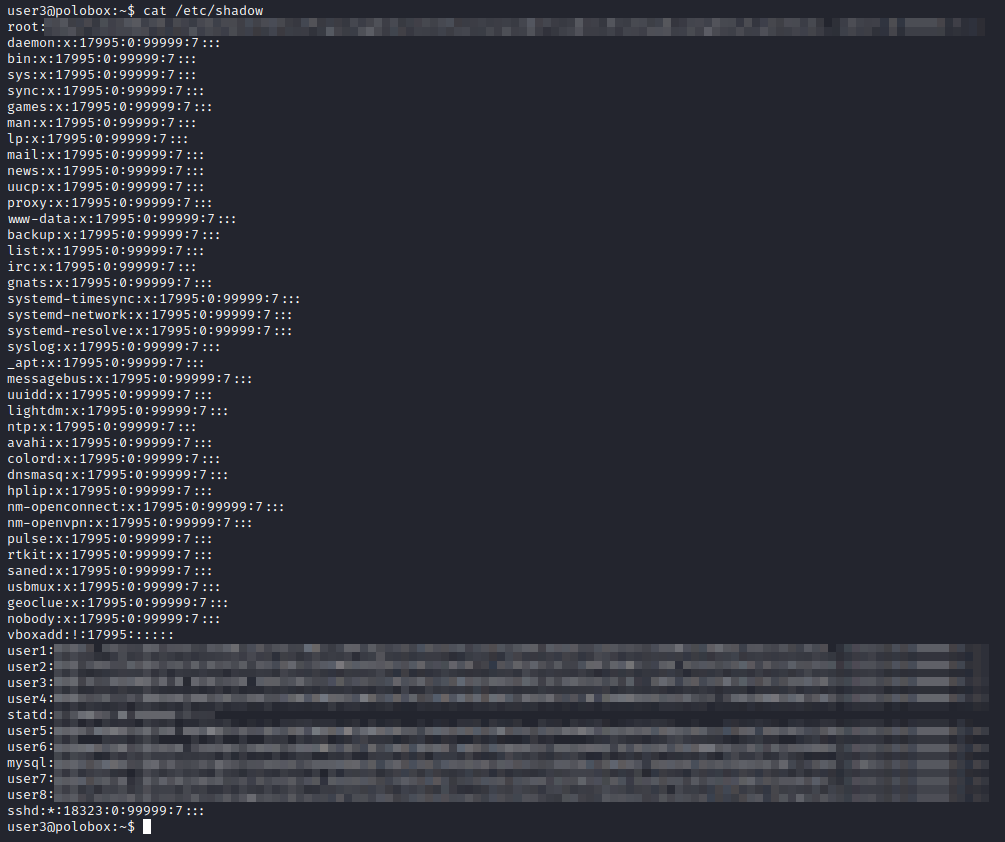 user3@polobox:~$ cat /etc/shadow
root:
daemon:x:17995:0:99999:7:::
bin:x:17995:0:99999:7:::
sys:x:17995:0:99999:7:::
sync:x:17995:0:99999:7:::
games:x:17995:0:99999:7:::
man:x:17995:0:99999:7:::
lp:x:17995:0:99999:7:::
mail:x:17995:0:99999:7:::
news:x:17995:0:99999:7:::
uucp:x:17995:0:99999:7:::
proxy:x:17995:0:99999:7:::
www-data:x:17995:0:99999:7:::
backup:x:17995:0:99999:7:::
list:x:17995:0:99999:7:::
irc:x:17995:0:99999:7:::
gnats:x:17995:0:99999:7:::
systemd-timesync:x:17995:0:99999:7:::
systemd-network:x:17995:0:99999:7:::
systemd-resolve:x:17995:0:99999:7:::
syslog:x:17995:0:99999:7:::
_apt:x:17995:0:99999:7:::
messagebus:x:17995:0:99999:7:::
uuidd:x:17995:0:99999:7:::
lightdm:x:17995:0:99999:7:::
ntp:x:17995:0:99999:7:::
avahi:x:17995:0:99999:7:::
colord:x:17995:0:99999:7:::
dnsmasq:x:17995:0:99999:7:::
hplip:x:17995:0:99999:7:::
nm-openconnect:x:17995:0:99999:7:::
nm-openvpn:x:17995:0:99999:7:::
pulse:x:17995:0:99999:7:::
rtkit:x:17995:0:99999:7:::
saned:x:17995:0:99999:7:::
usbmux:x:17995:0:99999:7:::
geoclue:x:17995:0:99999:7:::
nobody:x:17995:0:99999:7:::
vboxadd:!:17995::::::
user1:
user2:
user3:
user4:
statd:
user5:
user6:
mysql:
user7:
user8:
sshd:*:18323:0:99999:7:::
user3@polobox:~$